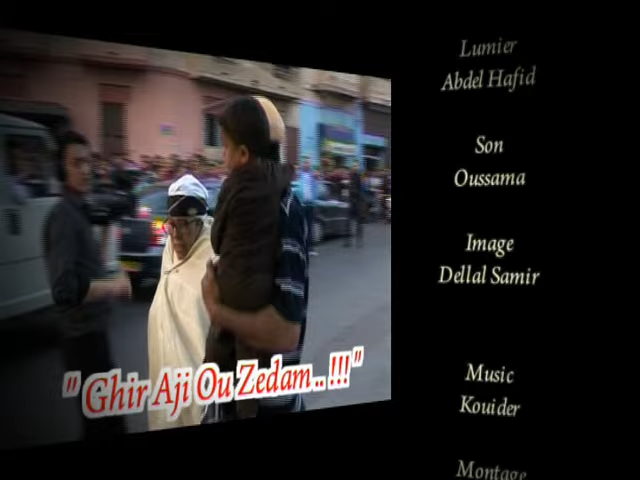 " Ghir Aji Ou Zedam.. !!! "
Lumier
Abdel Hafid
Son
Oussama
Image
Dellal Samir
Music
Kouider
Montage